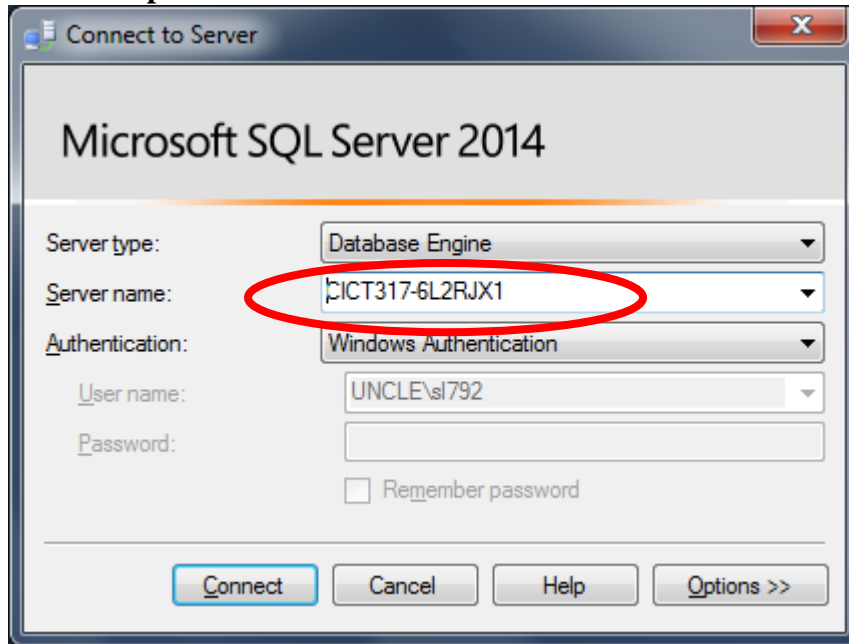 Connect to Server
Microsoft SQL Server 2014
Server type: Database Engine
Server name: CICT317-6L2RJX1
Authentication: Windows Authentication
User name: UNCLE\sl792
Password:
Remember password
Connect Cancel Help Options >>